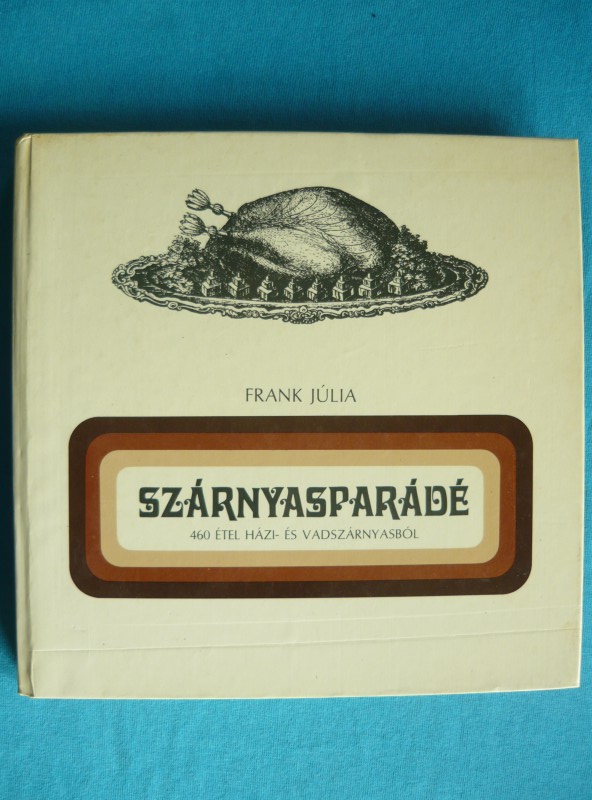 FRANK JÚLIA
SZÁRNYASPARÁDÉ
460 ÉTEL HÁZI- ÉS VADSZÁRNYASBÓL